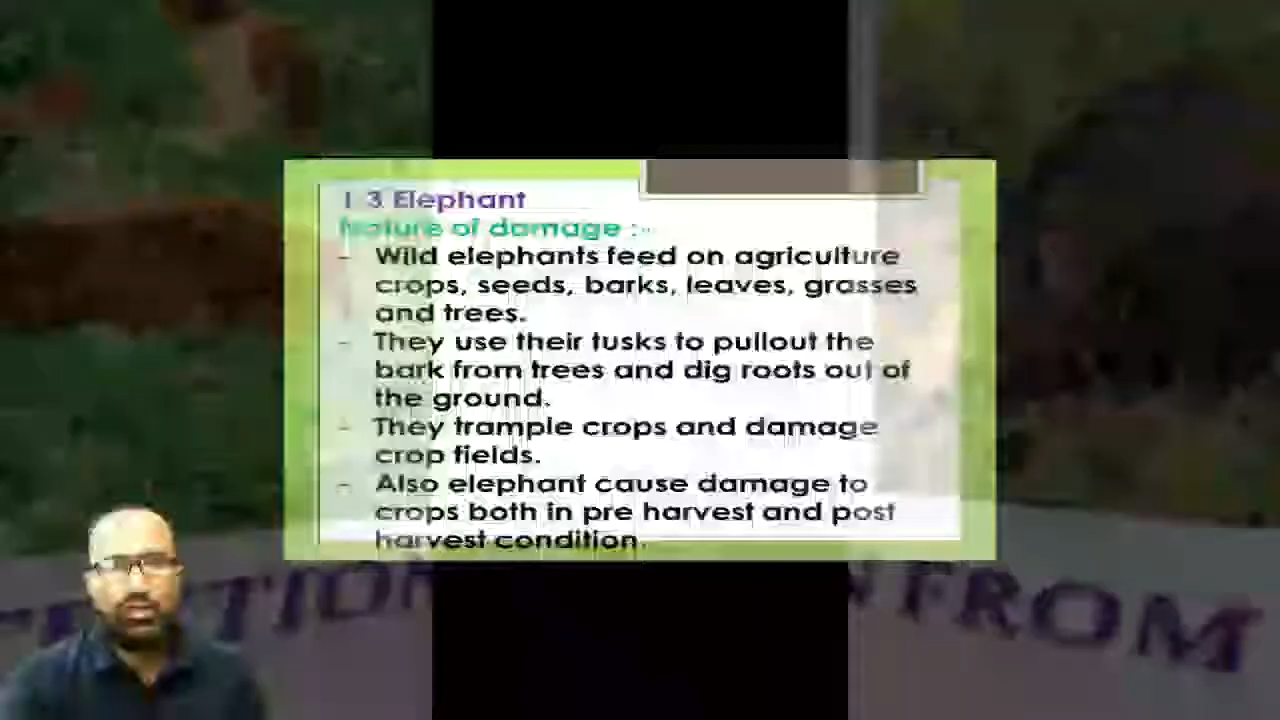 1.3 Elephant
Nature of damage :-
- Wild elephants feed on agriculture
crops, seeds, barks, leaves, grasses
and trees.
- They use their tusks to pullout the
bark from trees and dig roots out of
the ground.
- They trample crops and damage
crop fields.
- Also elephant cause damage to
crops both in pre harvest and post
harvest condition.
FROM